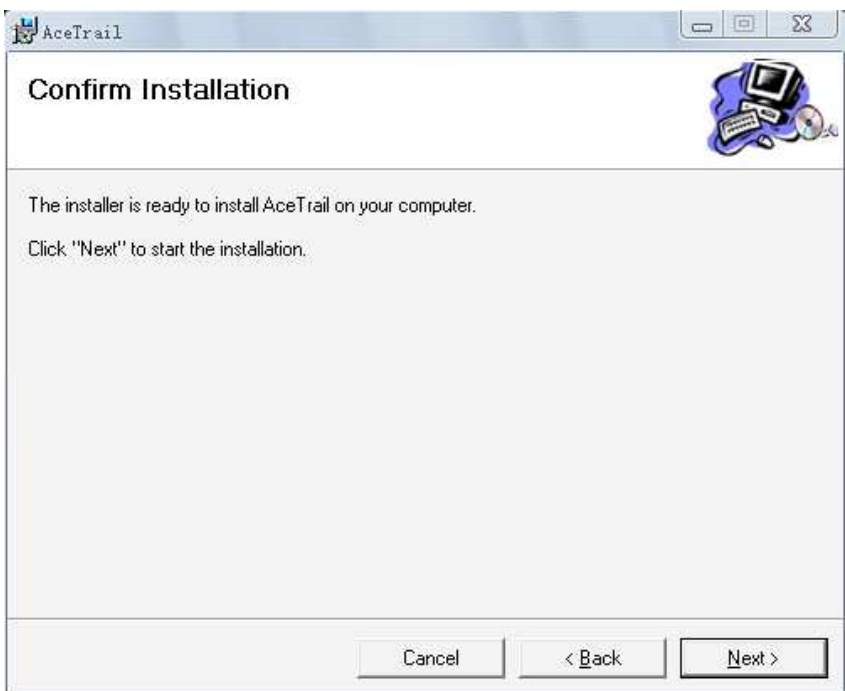 AceTrail
Confirm Installation
The installer is ready to install AceTrail on your computer.
Click "Next" to start the installation.
Cancel
< Back
Next >